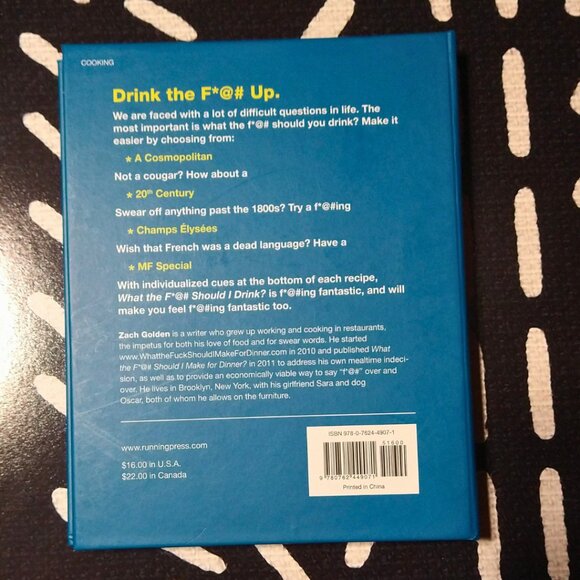 COOKING
Drink the F*@# Up.
We are faced with a lot of difficult questions in life. The
most important is what the f*@# should you drink? Make it
easier by choosing from:
* A Cosmopolitan
Not a cougar? How about a
* 20th Century
Swear off anything past the 1800s? Try a f*@#ing
* Champs Élysées
Wish that French was a dead language? Have a
* MF Special
With individualized cues at the bottom of each recipe,
What the F*@# Should I Drink? is f*@#ing fantastic, and will
make you feel f*@#ing fantastic too.
Zach Golden is a writer who grew up working and cooking in restaurants,
the impetus for both his love of food and for swear words. He started
www.WhattheFuckShouldIMakeForDinner.com in 2010 and published What
the F*@# Should I Make for Dinner? in 2011 to address his own mealtime indeci-
sion, as well as to provide an economically viable way to say "f*@#" over and
over. He lives in Brooklyn, New York, with his girlfriend Sara and dog
Oscar, both of whom he allows on the furniture.
www.runningpress.com
$16.00 in U.S.A.
$22.00 in Canada
ISBN 978-0-7624-4907-1
51600
9 780762 449071
Printed in China